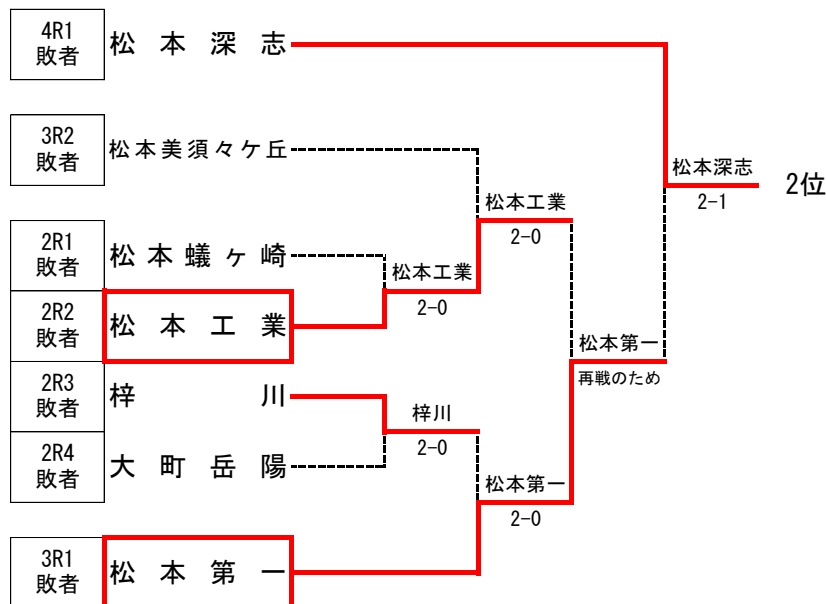 4R1
敗者
松本深志
3R2
敗者
松本美須々ケ丘
松本深志
2-1
2位
松本工業
2-0
2R1
敗者
松本蟻ヶ崎
松本工業
2-0
2R2
敗者
松本工業
松本第一
再戦のため
2R3
敗者
梓川
梓川
2-0
2R4
敗者
大町岳陽
松本第一
2-0
3R1
敗者
松本第一